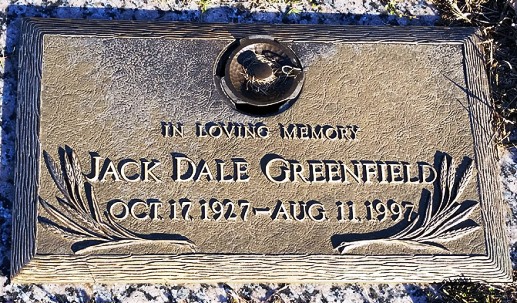 IN LOVING MEMORY
JACK DALE GREENFIELD
OCT. 17, 1927 – AUG. 11, 1997